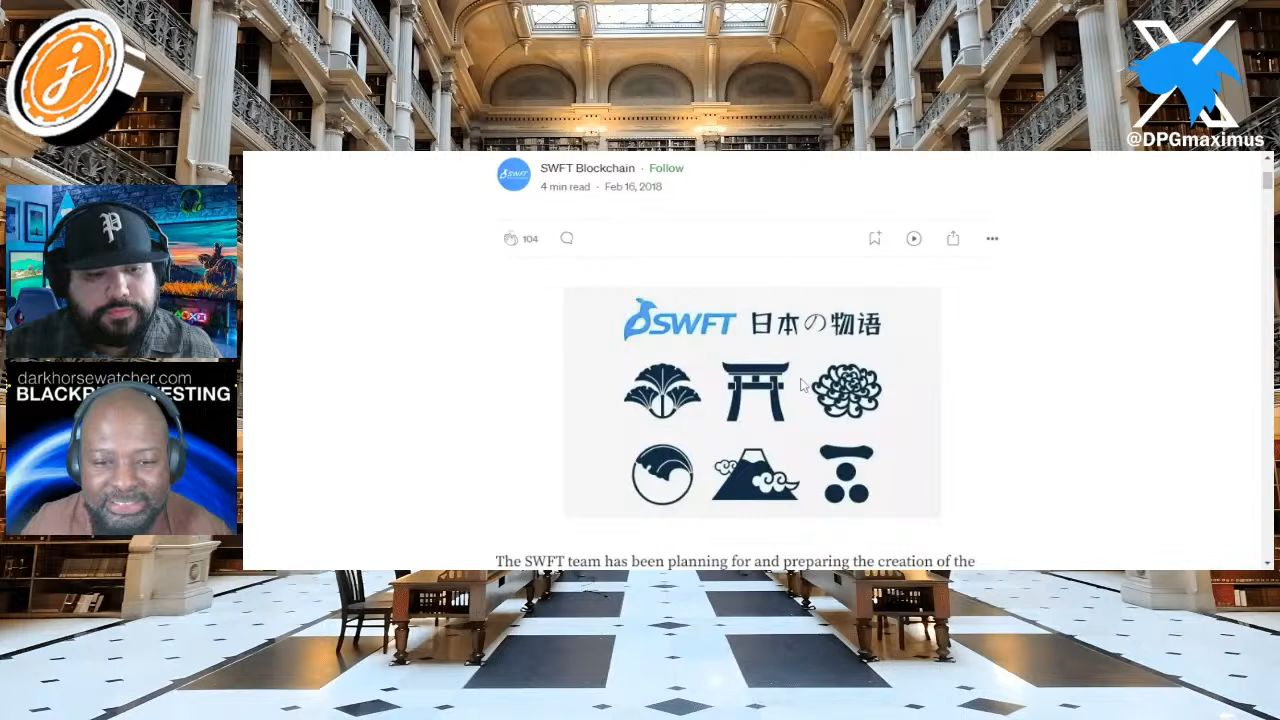 @DPGmaximus
SWFT Blockchain · Follow
4 min read · Feb 16, 2018
104
SWFT 日本の物语
darkhorsewatcher.com
The SWFT team has been planning for and preparing the creation of the